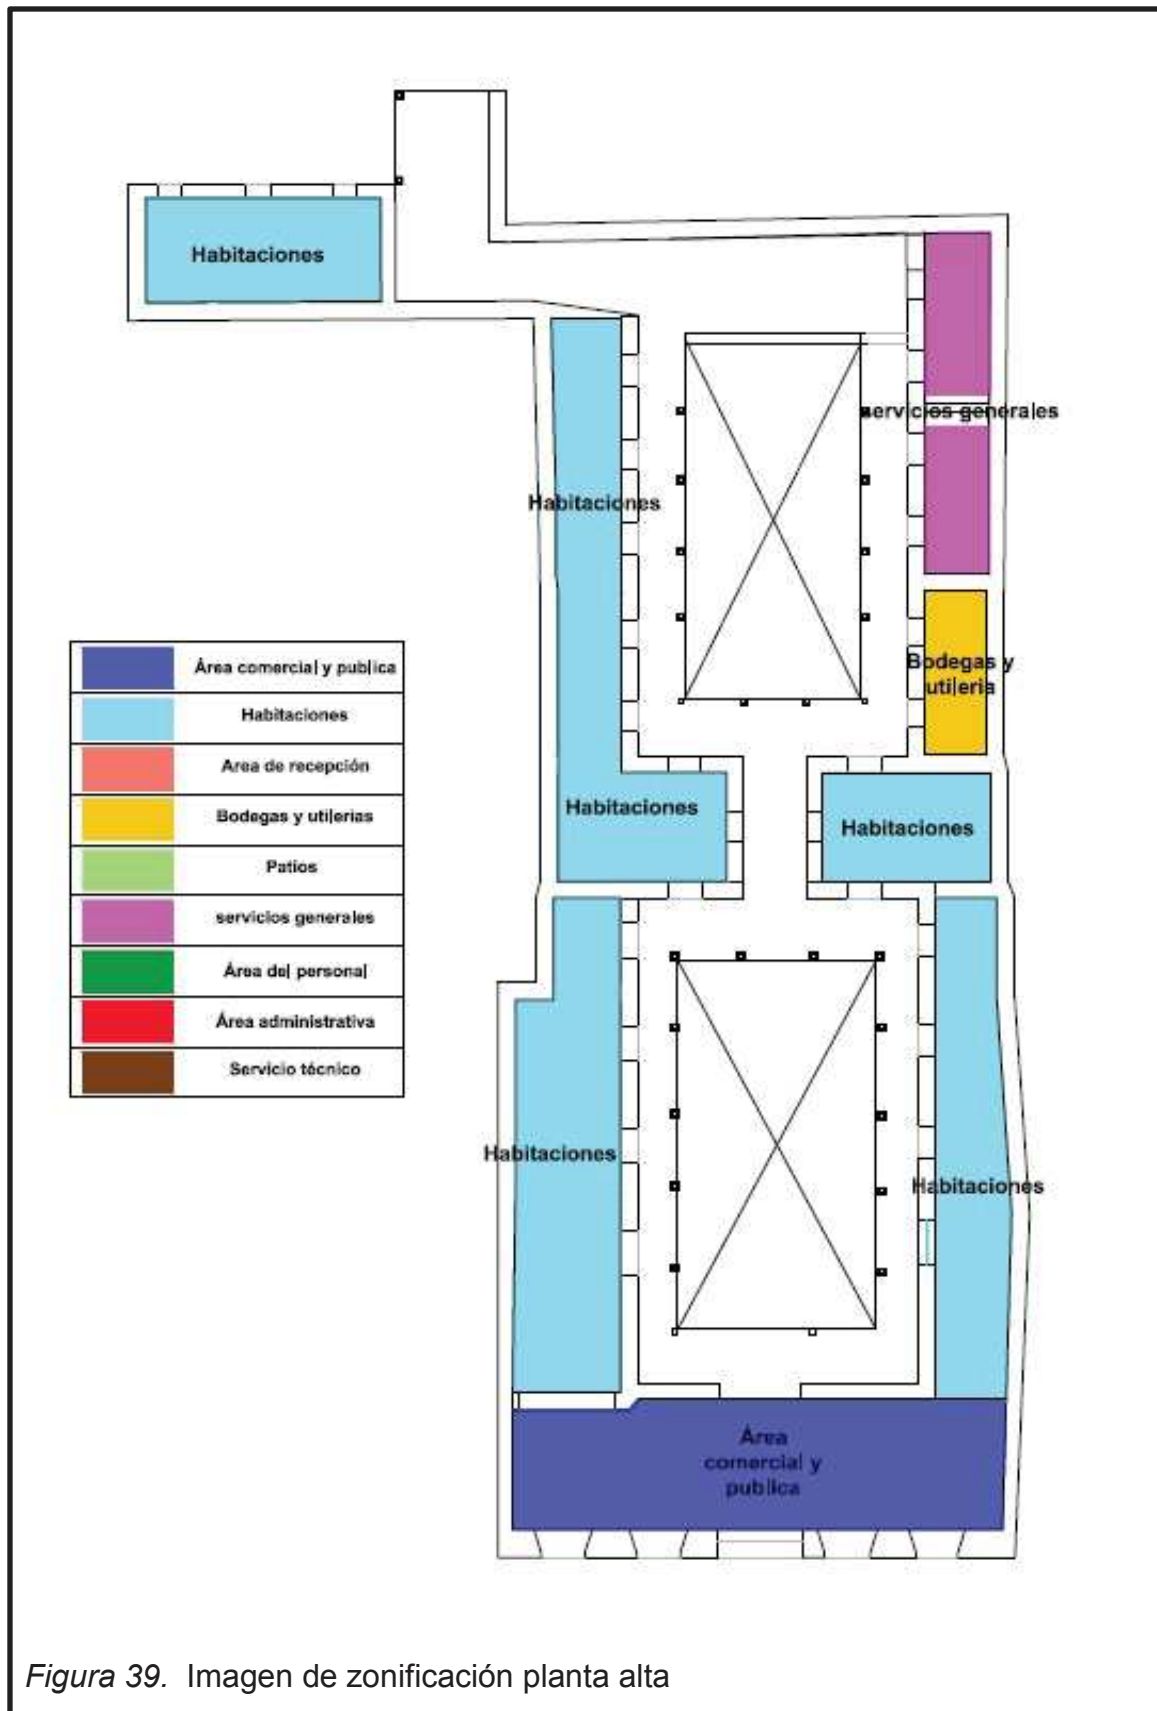 Habitaciones
servicios generales
Habitaciones
Bodegas y
utileria
Habitaciones
Habitaciones
Habitaciones
Habitaciones
Área
comercial y
publica
Área comercial y publica
Habitaciones
Area de recepción
Bodegas y utilerias
Patios
servicios generales
Área del personal
Área administrativa
Servicio técnico
Figura 39. Imagen de zonificación planta alta